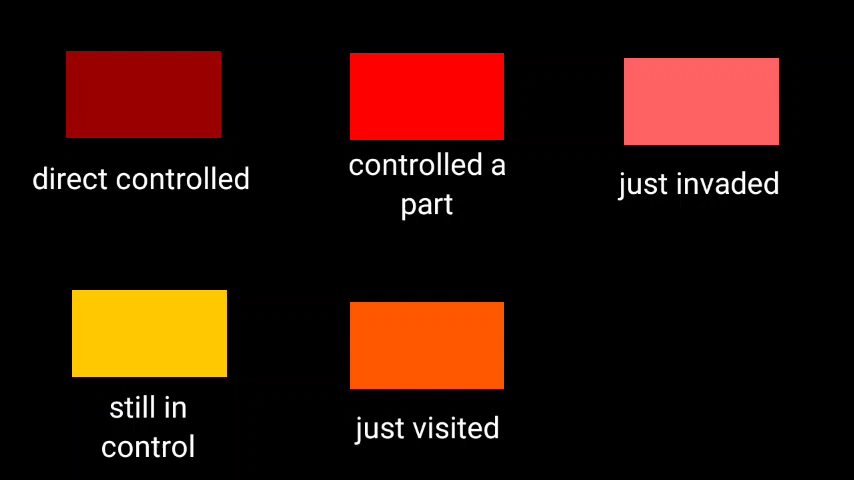 direct controlled
controlled a
part
just invaded
still in
control
just visited